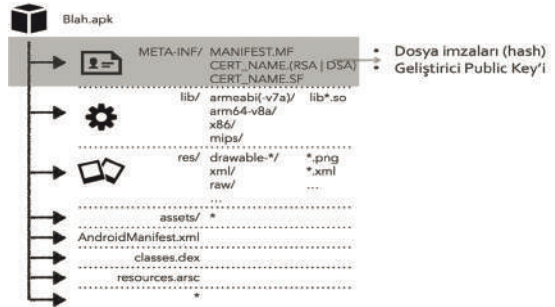 Blah.apk
META-INF/ MANIFEST.MF
CERT_NAME.(RSA | DSA)
CERT_NAME.SF
• Dosya imzaları (hash)
• Geliştirici Public Key'i
lib/ armeabi(-v7a)/ lib*.so
arm64-v8a/
x86/
mips/
res/ drawable-*/ *.png
xml/ *.xml
raw/ ...
...
assets/ *
AndroidManifest.xml
classes.dex
resources.arsc
*